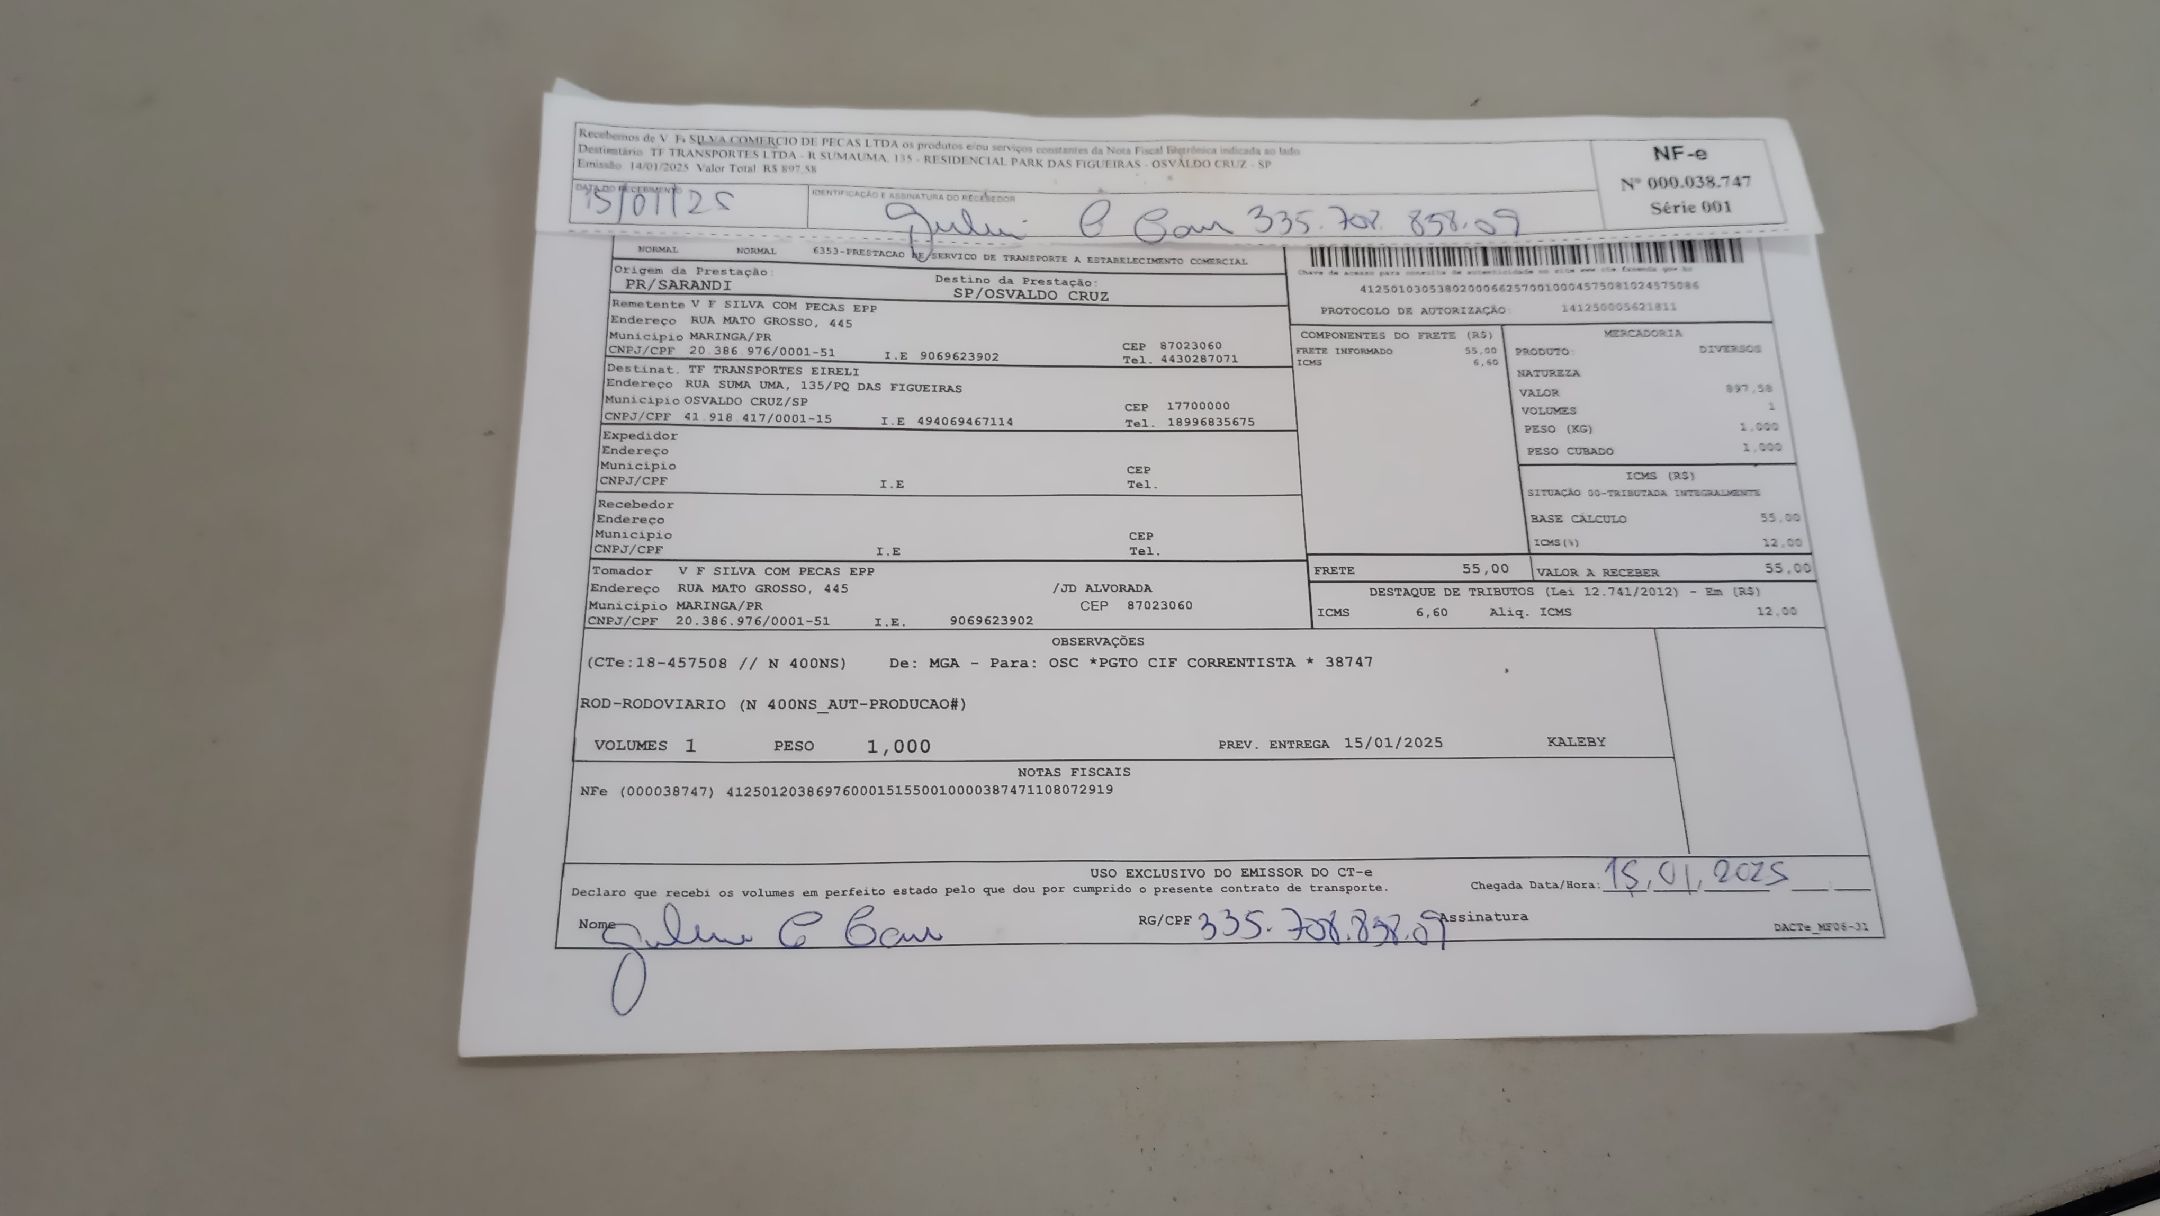 Recebemos de V F SILVA COMERCIO DE PECAS LTDA os produtos e/ou serviços constantes da Nota Fiscal Eletrônica indicada ao lado
Destinatário TF TRANSPORTES LTDA - R SUMAUMA, 135 - RESIDENCIAL PARK DAS FIGUEIRAS - OSVALDO CRUZ - SP
Emissão 14/01/2025 Valor Total R$ 897,58
NF-e
Nº 000.038.747
Série 001
DATA DO RECEBIMENTO
15/01/25
IDENTIFICAÇÃO E ASSINATURA DO RECEBEDOR
335.708.858.09
NORMAL NORMAL 6353-PRESTACAO DE SERVICO DE TRANSPORTE A ESTABELECIMENTO COMERCIAL
Origem da Prestação: Destino da Prestação:
PR/SARANDI SP/OSVALDO CRUZ
Chave de acesso para consulta de autenticidade no site www.cte.fazenda.gov.br
41250103053802000662570010004575081024575086
PROTOCOLO DE AUTORIZAÇÃO 141250005621811
Remetente V F SILVA COM PECAS EPP
Endereço RUA MATO GROSSO, 445
Municipio MARINGA/PR CEP 87023060
CNPJ/CPF 20.386.976/0001-51 I.E 9069623902 Tel. 4430287071
Destinat. TF TRANSPORTES EIRELI
Endereço RUA SUMA UMA, 135/PQ DAS FIGUEIRAS
Municipio OSVALDO CRUZ/SP CEP 17700000
CNPJ/CPF 41.918.417/0001-15 I.E 494069467114 Tel. 18996835675
Expedidor
Endereço
Municipio CEP
CNPJ/CPF I.E Tel.
Recebedor
Endereço
Municipio CEP
CNPJ/CPF I.E Tel.
Tomador V F SILVA COM PECAS EPP
Endereço RUA MATO GROSSO, 445 /JD ALVORADA
Municipio MARINGA/PR CEP 87023060
CNPJ/CPF 20.386.976/0001-51 I.E. 9069623902
COMPONENTES DO FRETE (R$)
FRETE INFORMADO 55,00
ICMS 6,60
MERCADORIA
PRODUTO: DIVERSOS
NATUREZA
VALOR 897,58
VOLUMES 1
PESO (KG) 1,000
PESO CUBADO 1,000
ICMS (R$)
SITUAÇÃO 00-TRIBUTADA INTEGRALMENTE
BASE CÁLCULO 55,00
ICMS(%) 12,00
FRETE 55,00 VALOR A RECEBER 55,00
DESTAQUE DE TRIBUTOS (Lei 12.741/2012) - Em (R$)
ICMS 6,60 Aliq. ICMS 12,00
OBSERVAÇÕES
(CTe:18-457508 // N 400NS) De: MGA - Para: OSC *PGTO CIF CORRENTISTA * 38747
ROD-RODOVIARIO (N 400NS_AUT-PRODUCAO#)
VOLUMES 1 PESO 1,000 PREV. ENTREGA 15/01/2025 KALEBY
NOTAS FISCAIS
NFe (000038747) 41250120386976000151550010000387471108072919
USO EXCLUSIVO DO EMISSOR DO CT-e
Declaro que recebi os volumes em perfeito estado pelo que dou por cumprido o presente contrato de transporte. Chegada Data/Hora: 15,01,2025
Nome RG/CPF 335.708.858.09 Assinatura
DACTe_MF06-31